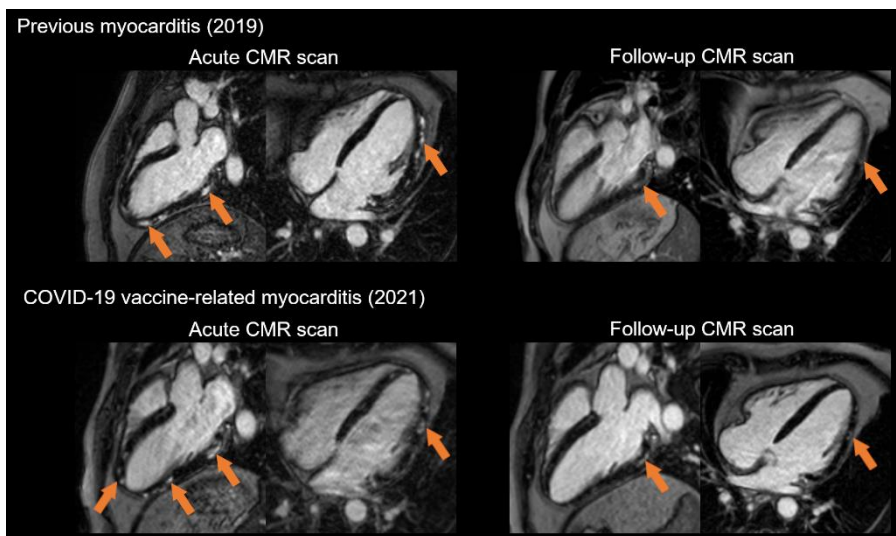 Previous myocarditis (2019)
Acute CMR scan
Follow-up CMR scan
COVID-19 vaccine-related myocarditis (2021)
Acute CMR scan
Follow-up CMR scan